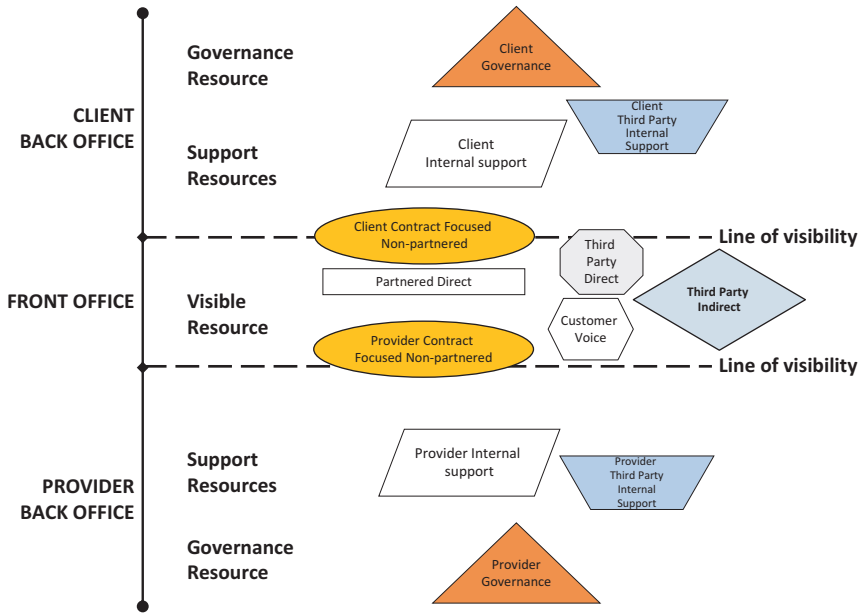 Governance
Resource
Client
Governance
CLIENT
BACK OFFICE
Client
Third Party
Internal
Support
Support
Resources
Client
Internal support
Client Contract Focused
Non-partnered
Line of visibility
Third
Party
Direct
Partnered Direct
FRONT OFFICE
Visible
Resource
Third Party
Indirect
Customer
Voice
Provider Contract
Focused Non-partnered
Line of visibility
Support
Resources
Provider Internal
support
Provider
Third Party
Internal
Support
PROVIDER
BACK OFFICE
Governance
Resource
Provider
Governance